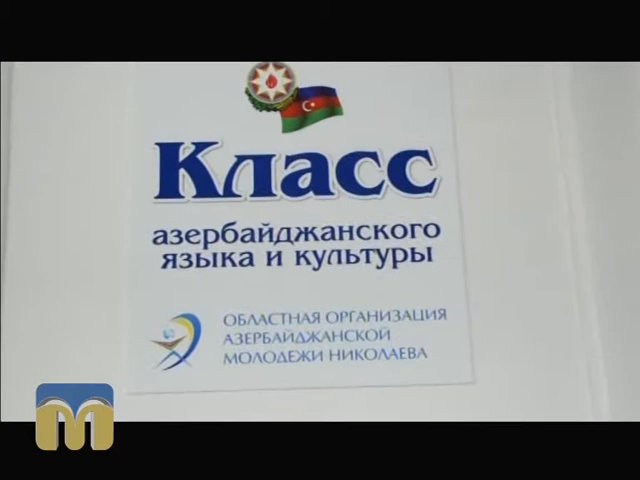 Класс
азербайджанского
языка и культуры
ОБЛАСТНАЯ ОРГАНИЗАЦИЯ
АЗЕРБАЙДЖАНСКОЙ
МОЛОДЕЖИ НИКОЛАЕВА
М